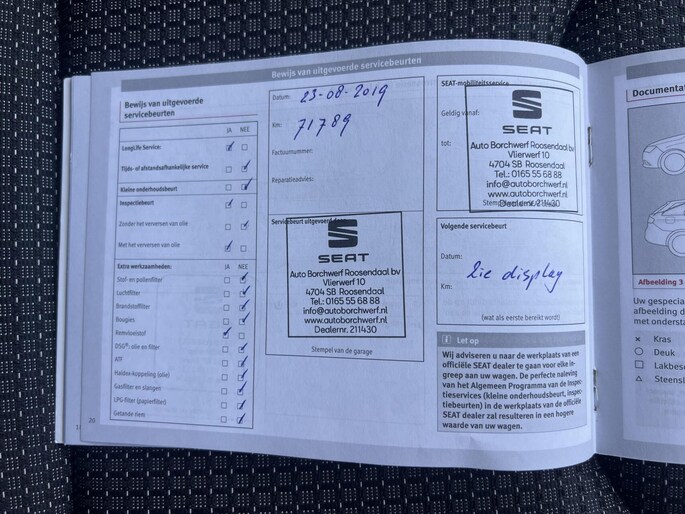 Bewijs van uitgevoerde servicebeurten
Bewijs van uitgevoerde
servicebeurten
JA NEE
LongLife Service:
Tijds- of afstandsafhankelijke service
Kleine onderhoudsbeurt
Inspectiebeurt
Zonder het verversen van olie
Met het verversen van olie
Extra werkzaamheden: JA NEE
Stof- en pollenfilter
Luchtfilter
Brandstoffilter
Bougies
Remvloeistof
DSG®: olie en filter
ATF
Haldex-koppeling (olie)
Gasfilter en slangen
LPG-filter (papierfilter)
Getande riem
20
Datum: 23-08-2019
Km: 71789
Factuurnummer:
Reparatieadvies:
Servicebeurt uitgevoerd door:
SEAT
Auto Borchwerf Roosendaal bv
Vlierwerf 10
4704 SB Roosendaal
Tel.: 0165 55 68 88
info@autoborchwerf.nl
www.autoborchwerf.nl
Dealernr. 211430
Stempel van de garage
SEAT-mobiliteitsservice
Geldig vanaf:
tot:
SEAT
Auto Borchwerf Roosendaal bv
Vlierwerf 10
4704 SB Roosendaal
Tel.: 0165 55 68 88
info@autoborchwerf.nl
www.autoborchwerf.nl
Dealernr. 211430
Volgende servicebeurt
Datum:
Zie display
Km:
(wat als eerste bereikt wordt)
Let op
Wij adviseren u naar de werkplaats van een
officiële SEAT dealer te gaan voor elke in-
greep aan uw wagen. De perfecte naleving
van het Algemeen Programma van de Inspec-
tieservices (kleine onderhoudsbeurt, inspec-
tiebeurten) in de werkplaats van de officiële
SEAT dealer zal resulteren in een hogere
waarde van uw wagen.
Documentat
Afbeelding 3
Uw gespecia
afbeelding d
met onderst
Kras
Deuk
Lakbes
Steensl